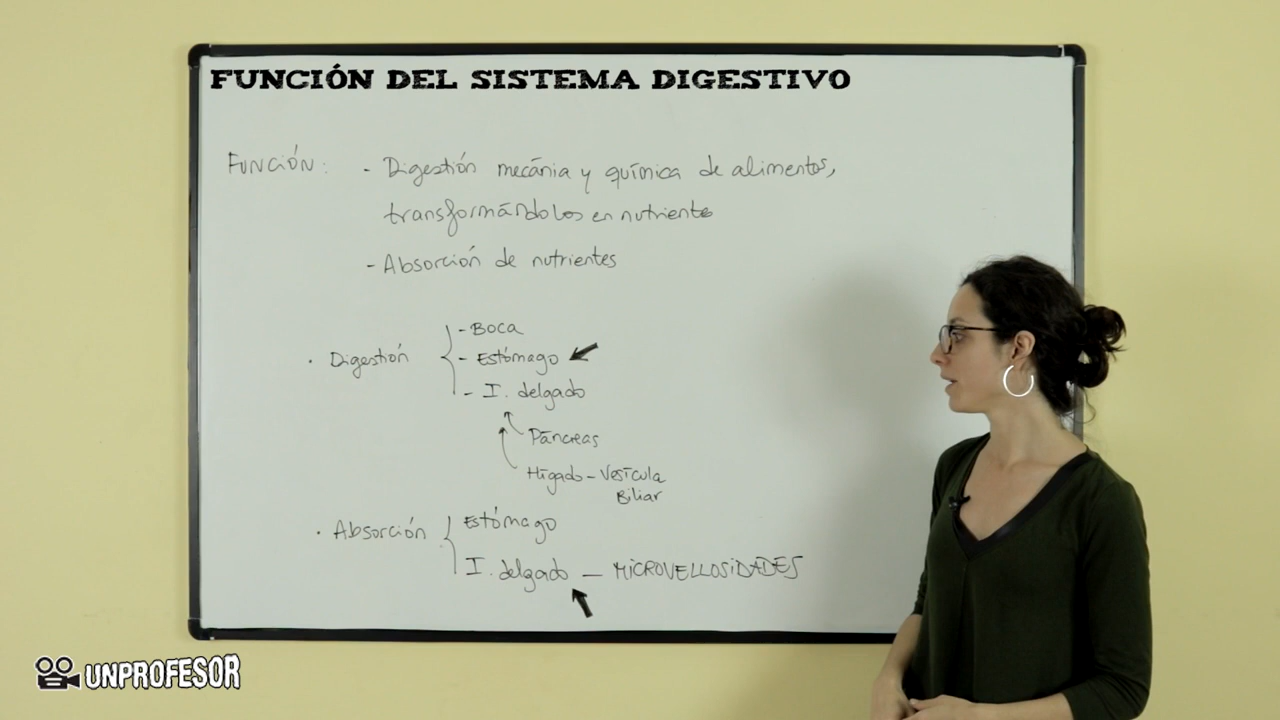 FUNCIÓN DEL SISTEMA DIGESTIVO
FUNCIÓN: - Digestión mecánia y química de alimentos,
transformándolos en nutrientes
- Absorción de nutrientes
- Boca
· Digestión - Estómago
- I. delgado
Páncreas
Hígado - Vesícula
Biliar
· Absorción Estómago
I. delgado - MICROVELLOSIDADES
UNPROFESOR